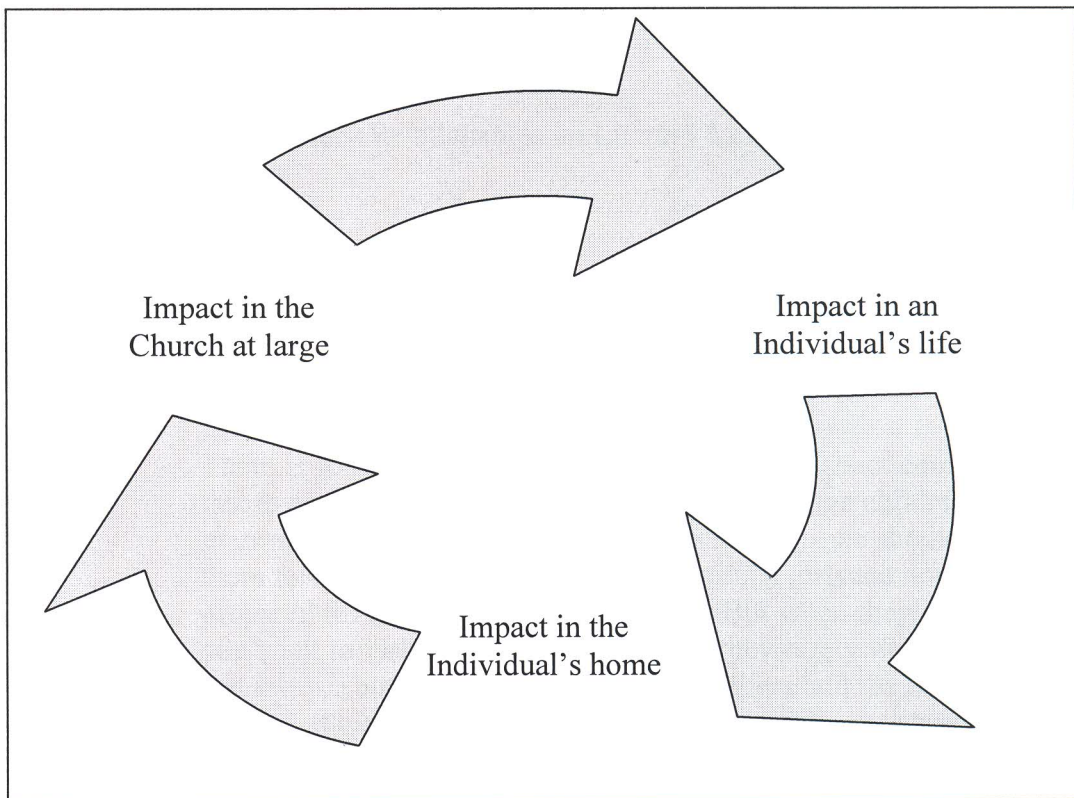 Impact in the
Church at large
Impact in an
Individual’s life
Impact in the
Individual’s home